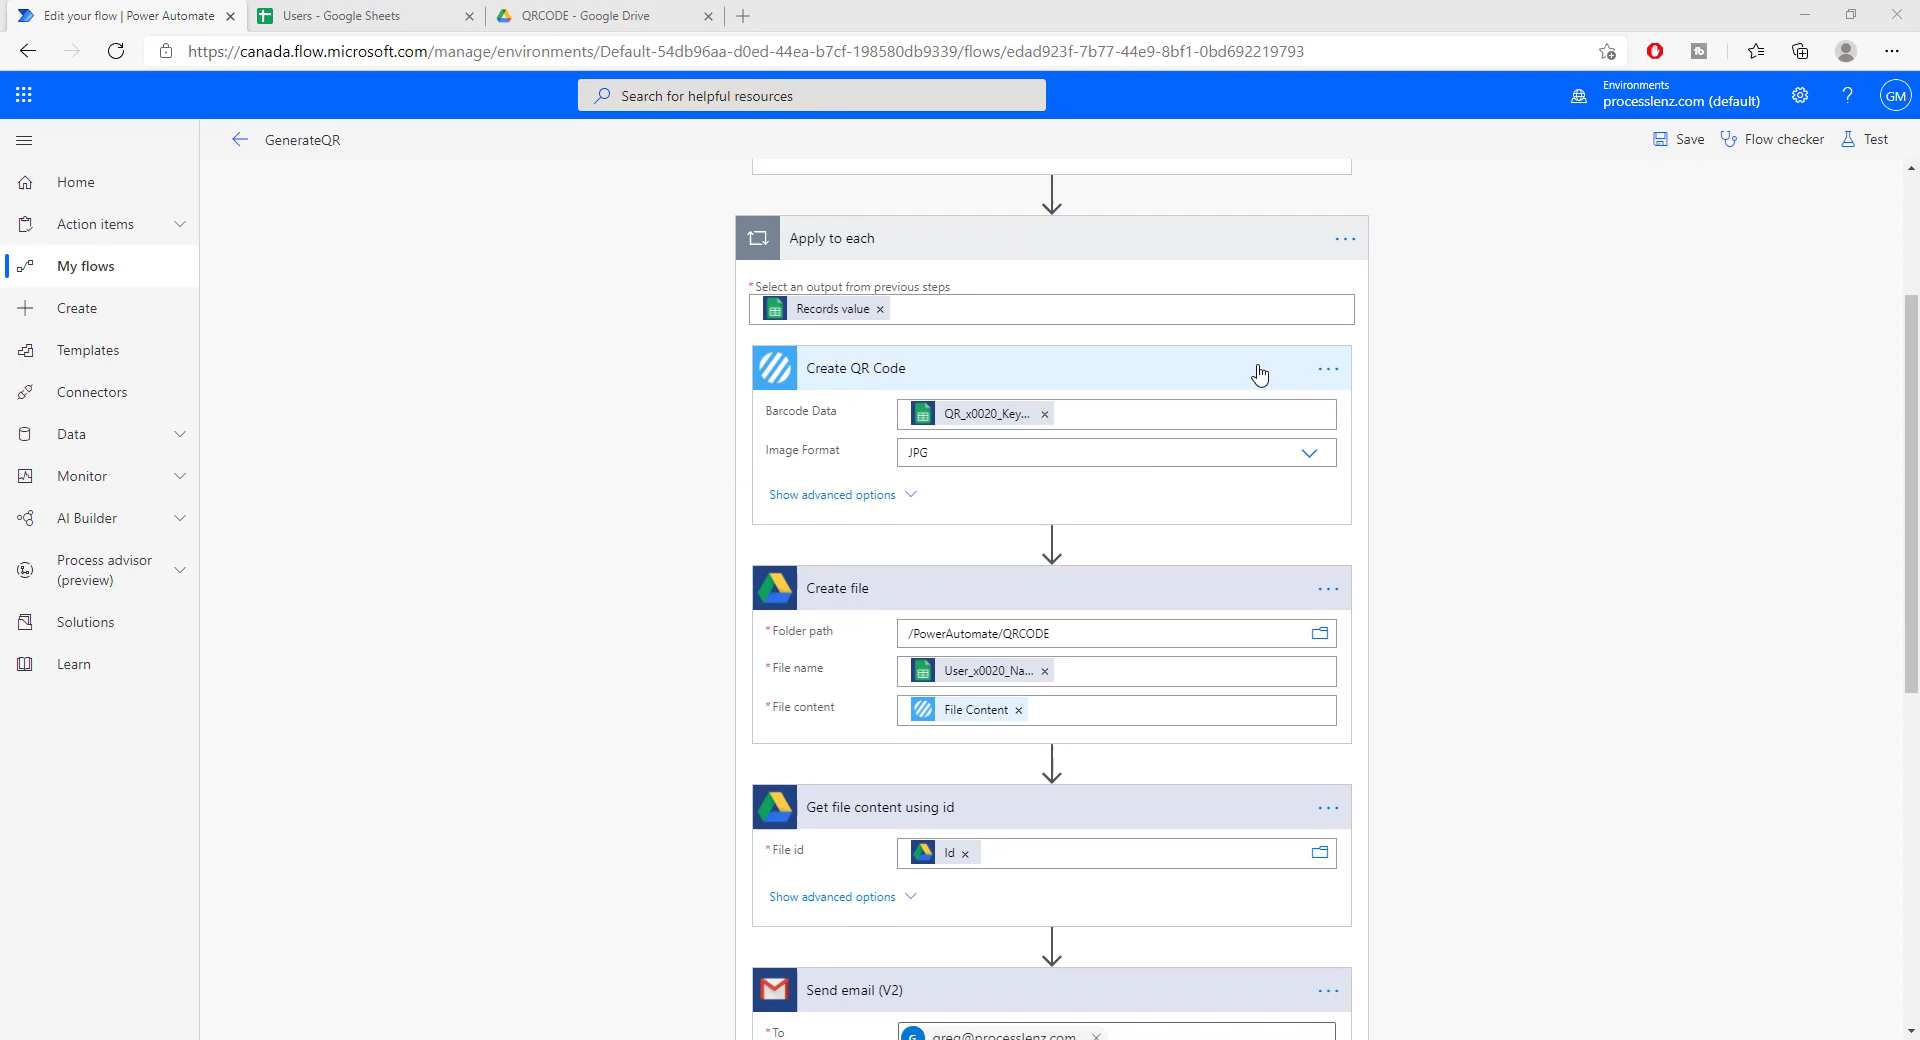 Edit your flow | Power Automate
Users - Google Sheets
QRCODE - Google Drive
https://canada.flow.microsoft.com/manage/environments/Default-54db96aa-d0ed-44ea-b7cf-198580db9339/flows/edad923f-7b77-44e9-8bf1-0bd692219793
Search for helpful resources
Environments
processlenz.com (default)
GM
GenerateQR
Save
Flow checker
Test
Home
Action items
My flows
Create
Templates
Connectors
Data
Monitor
AI Builder
Process advisor
(preview)
Solutions
Learn
Apply to each
* Select an output from previous steps
Records value
Create QR Code
Barcode Data
QR_x0020_Key...
Image Format
JPG
Show advanced options
Create file
* Folder path
/PowerAutomate/QRCODE
* File name
User_x0020_Na...
* File content
File Content
Get file content using id
* File id
Id
Show advanced options
Send email (V2)
* To
G
greg@processlenz.com